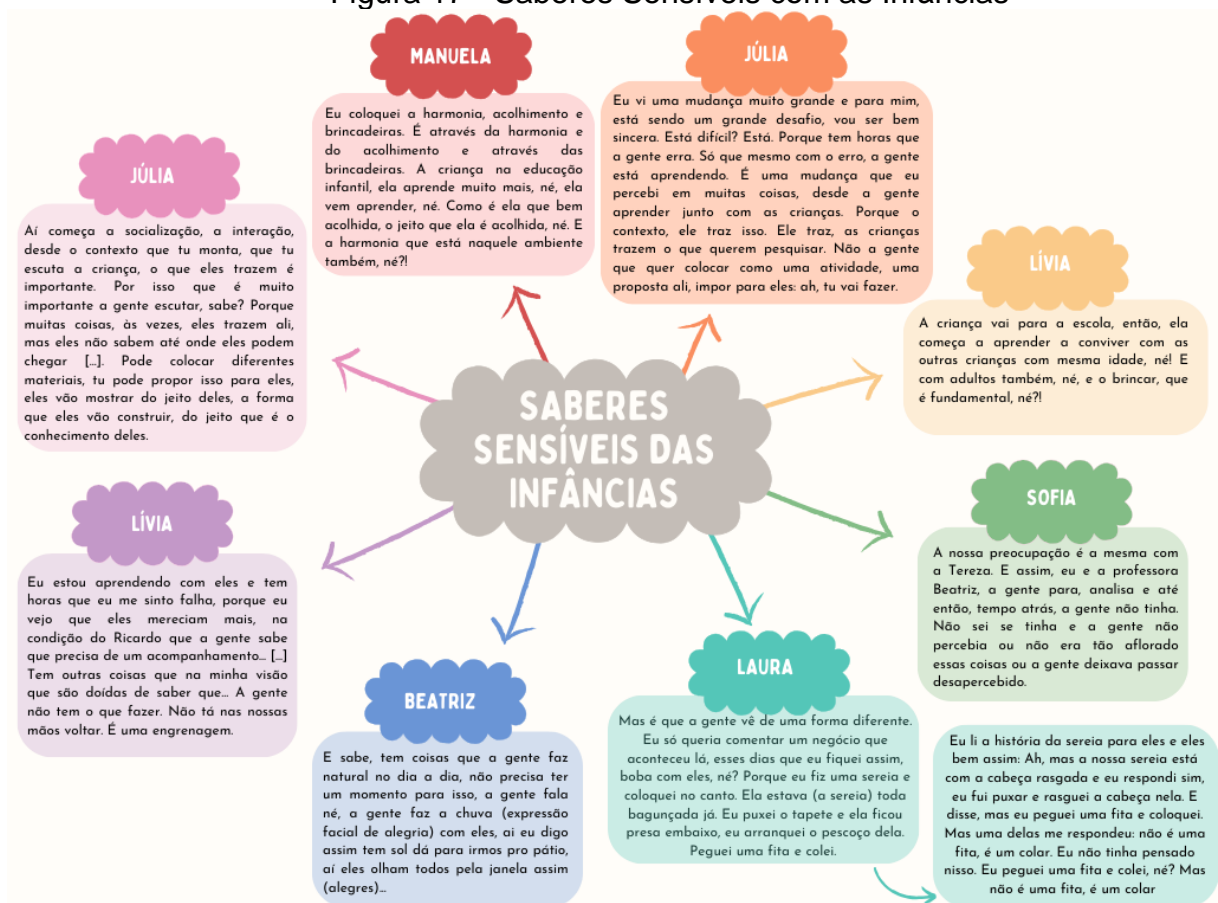 Figura 17 - Saberes Sensíveis com as Infâncias
MANUELA
Eu coloquei a harmonia, acolhimento e
brincadeiras. É através da harmonia e
do acolhimento e através das
brincadeiras. A criança na educação
infantil, ela aprende muito mais, né, ela
vem aprender, né. Como é ela que bem
acolhida, o jeito que ela é acolhida, né. E
a harmonia que está naquele ambiente
também, né?!
JÚLIA
Eu vi uma mudança muito grande e para mim,
está sendo um grande desafio, vou ser bem
sincera. Está difícil? Está. Porque tem horas que
a gente erra. Só que mesmo com o erro, a gente
está aprendendo. É uma mudança que eu
percebi em muitas coisas, desde a gente
aprender junto com as crianças. Porque o
contexto, ele traz isso. Ele traz, as crianças
trazem o que querem pesquisar. Não a gente
que quer colocar como uma atividade, uma
proposta ali, impor para eles: ah, tu vai fazer.
JÚLIA
Aí começa a socialização, a interação,
desde o contexto que tu monta, que tu
escuta a criança, o que eles trazem é
importante. Por isso que é muito
importante a gente escutar, sabe? Porque
muitas coisas, às vezes, eles trazem ali,
mas eles não sabem até onde eles podem
chegar [...]. Pode colocar diferentes
materiais, tu pode propor isso para eles,
eles vão mostrar do jeito deles, a forma
que eles vão construir, do jeito que é o
conhecimento deles.
LÍVIA
A criança vai para a escola, então, ela
começa a aprender a conviver com as
outras crianças com mesma idade, né! E
com adultos também, né, e o brincar, que
é fundamental, né?!
SABERES
SENSÍVEIS DAS
INFÂNCIAS
LÍVIA
Eu estou aprendendo com eles e tem
horas que eu me sinto falha, porque eu
vejo que eles mereciam mais, na
condição do Ricardo que a gente sabe
que precisa de um acompanhamento... [...]
Tem outras coisas que na minha visão
que são doídas de saber que... A gente
não tem o que fazer. Não tá nas nossas
mãos voltar. É uma engrenagem.
SOFIA
A nossa preocupação é a mesma com
a Tereza. E assim, eu e a professora
Beatriz, a gente para, analisa e até
então, tempo atrás, a gente não tinha.
Não sei se tinha e a gente não
percebia ou não era tão aflorado
essas coisas ou a gente deixava passar
desapercebido.
BEATRIZ
E sabe, tem coisas que a gente faz
natural no dia a dia, não precisa ter
um momento para isso, a gente fala
né, a gente faz a chuva (expressão
facial de alegria) com eles, ai eu digo
assim tem sol dá para irmos pro pátio,
aí eles olham todos pela janela assim
(alegres)...
LAURA
Mas é que a gente vê de uma forma diferente.
Eu só queria comentar um negócio que
aconteceu lá, esses dias que eu fiquei assim,
boba com eles, né? Porque eu fiz uma sereia e
coloquei no canto. Ela estava (a sereia) toda
bagunçada já. Eu puxei o tapete e ela ficou
presa embaixo, eu arranquei o pescoço dela.
Peguei uma fita e colei.
Eu li a história da sereia para eles e eles
bem assim: Ah, mas a nossa sereia está
com a cabeça rasgada e eu respondi sim,
eu fui puxar e rasguei a cabeça nela. E
disse, mas eu peguei uma fita e coloquei.
Mas uma delas me respondeu: não é uma
fita, é um colar. Eu não tinha pensado
nisso. Eu peguei uma fita e colei, né? Mas
não é uma fita, é um colar